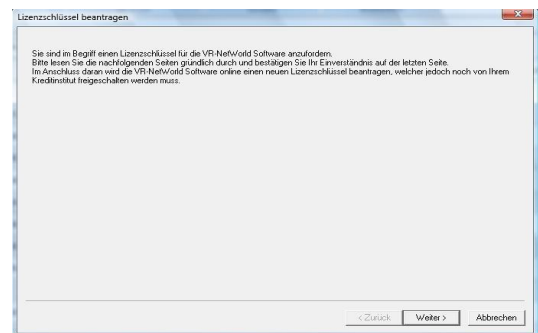 Lizenzschlüssel beantragen
Sie sind im Begriff einen Lizenzschlüssel für die VR-NetWorld Software anzufordern.
Bitte lesen Sie die nachfolgenden Seiten gründlich durch und bestätigen Sie Ihr Einverständnis auf der letzten Seite.
Im Anschluss daran wird die VR-NetWorld Software online einen neuen Lizenzschlüssel beantragen, welcher jedoch noch von Ihrem
Kreditinstitut freigeschalten werden muss.
< Zurück Weiter > Abbrechen